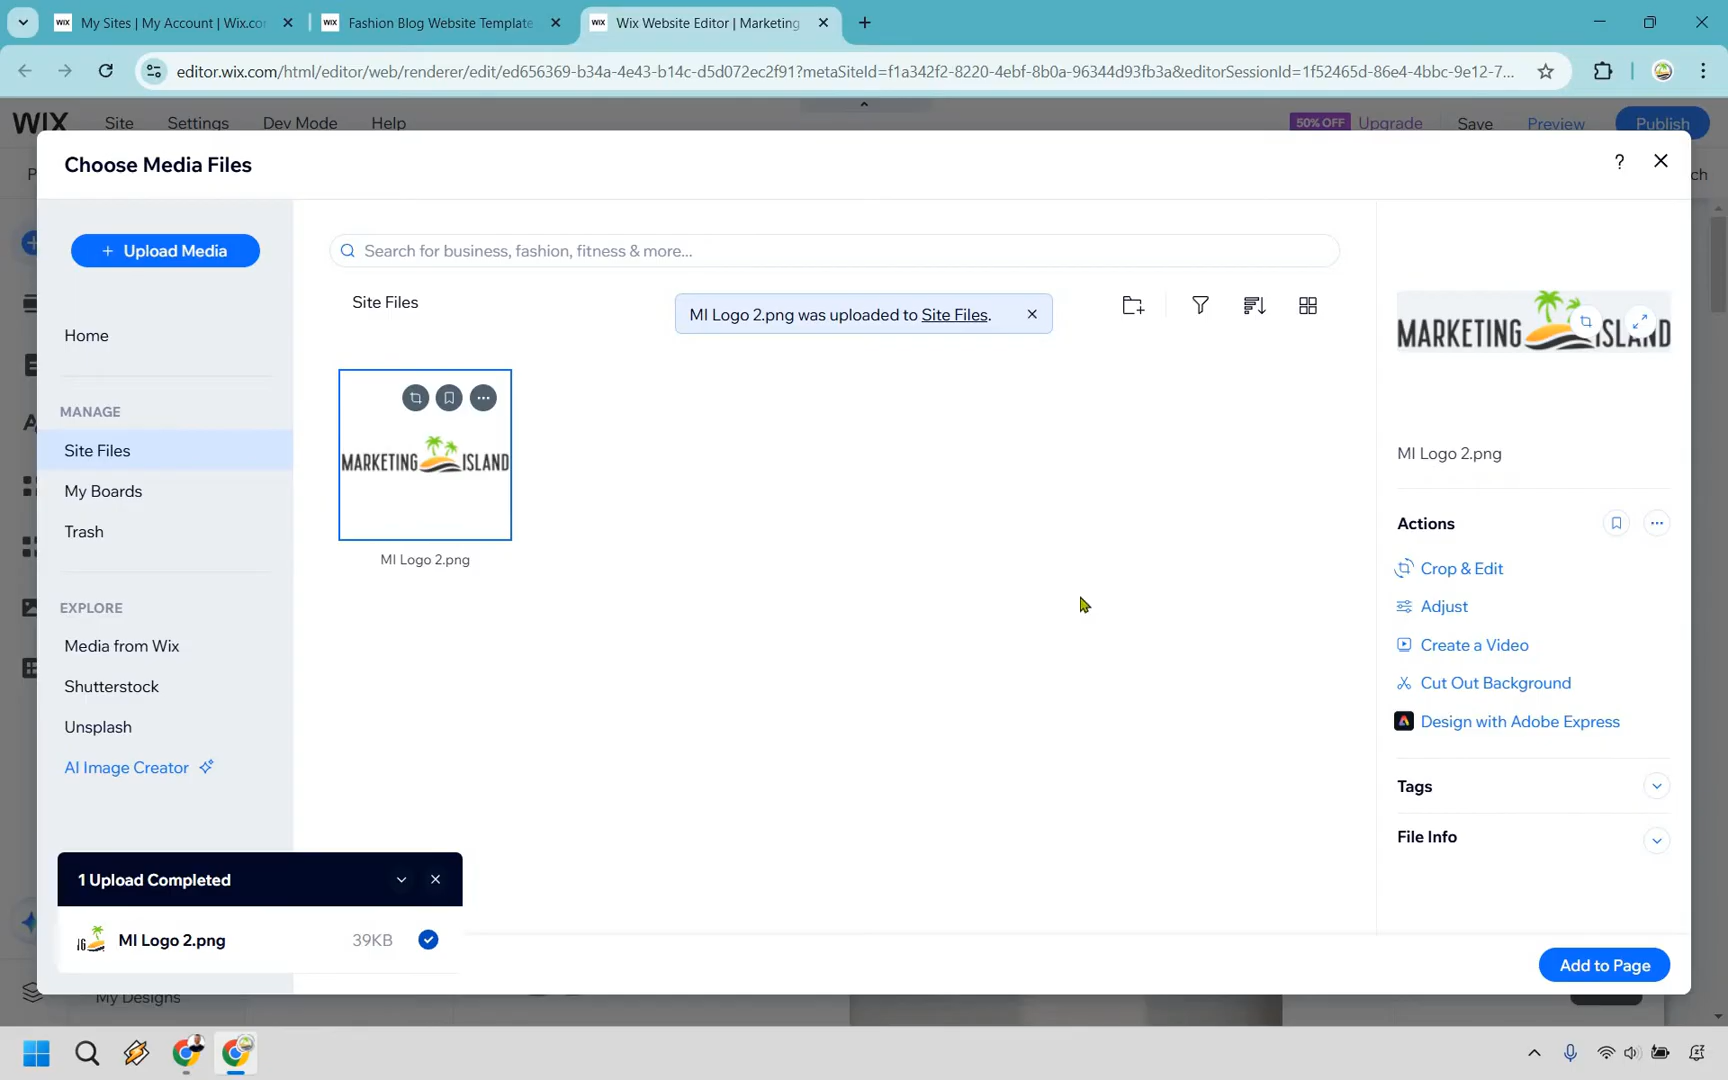 My Sites | My Account | Wix.co
Fashion Blog Website Template
Wix Website Editor | Marketing
editor.wix.com/html/editor/web/renderer/edit/ed656369-b34a-4e43-b14c-d5d072ec2f91?metaSiteId=f1a342f2-8220-4ebf-8b0a-96344d93fb3a&editorSessionId=1f52465d-86e4-4bbc-9e12-7...
WIX Site Settings Dev Mode Help 50% OFF Upgrade Save Preview Publish
Choose Media Files
Upload Media
Search for business, fashion, fitness & more...
Site Files
MI Logo 2.png was uploaded to Site Files.
Home
MANAGE
Site Files
My Boards
Trash
EXPLORE
Media from Wix
Shutterstock
Unsplash
AI Image Creator
MARKETING ISLAND
MI Logo 2.png
MARKETING ISLAND
MI Logo 2.png
Actions
Crop & Edit
Adjust
Create a Video
Cut Out Background
Design with Adobe Express
Tags
File Info
1 Upload Completed
MI Logo 2.png 39KB
Add to Page
My Designs